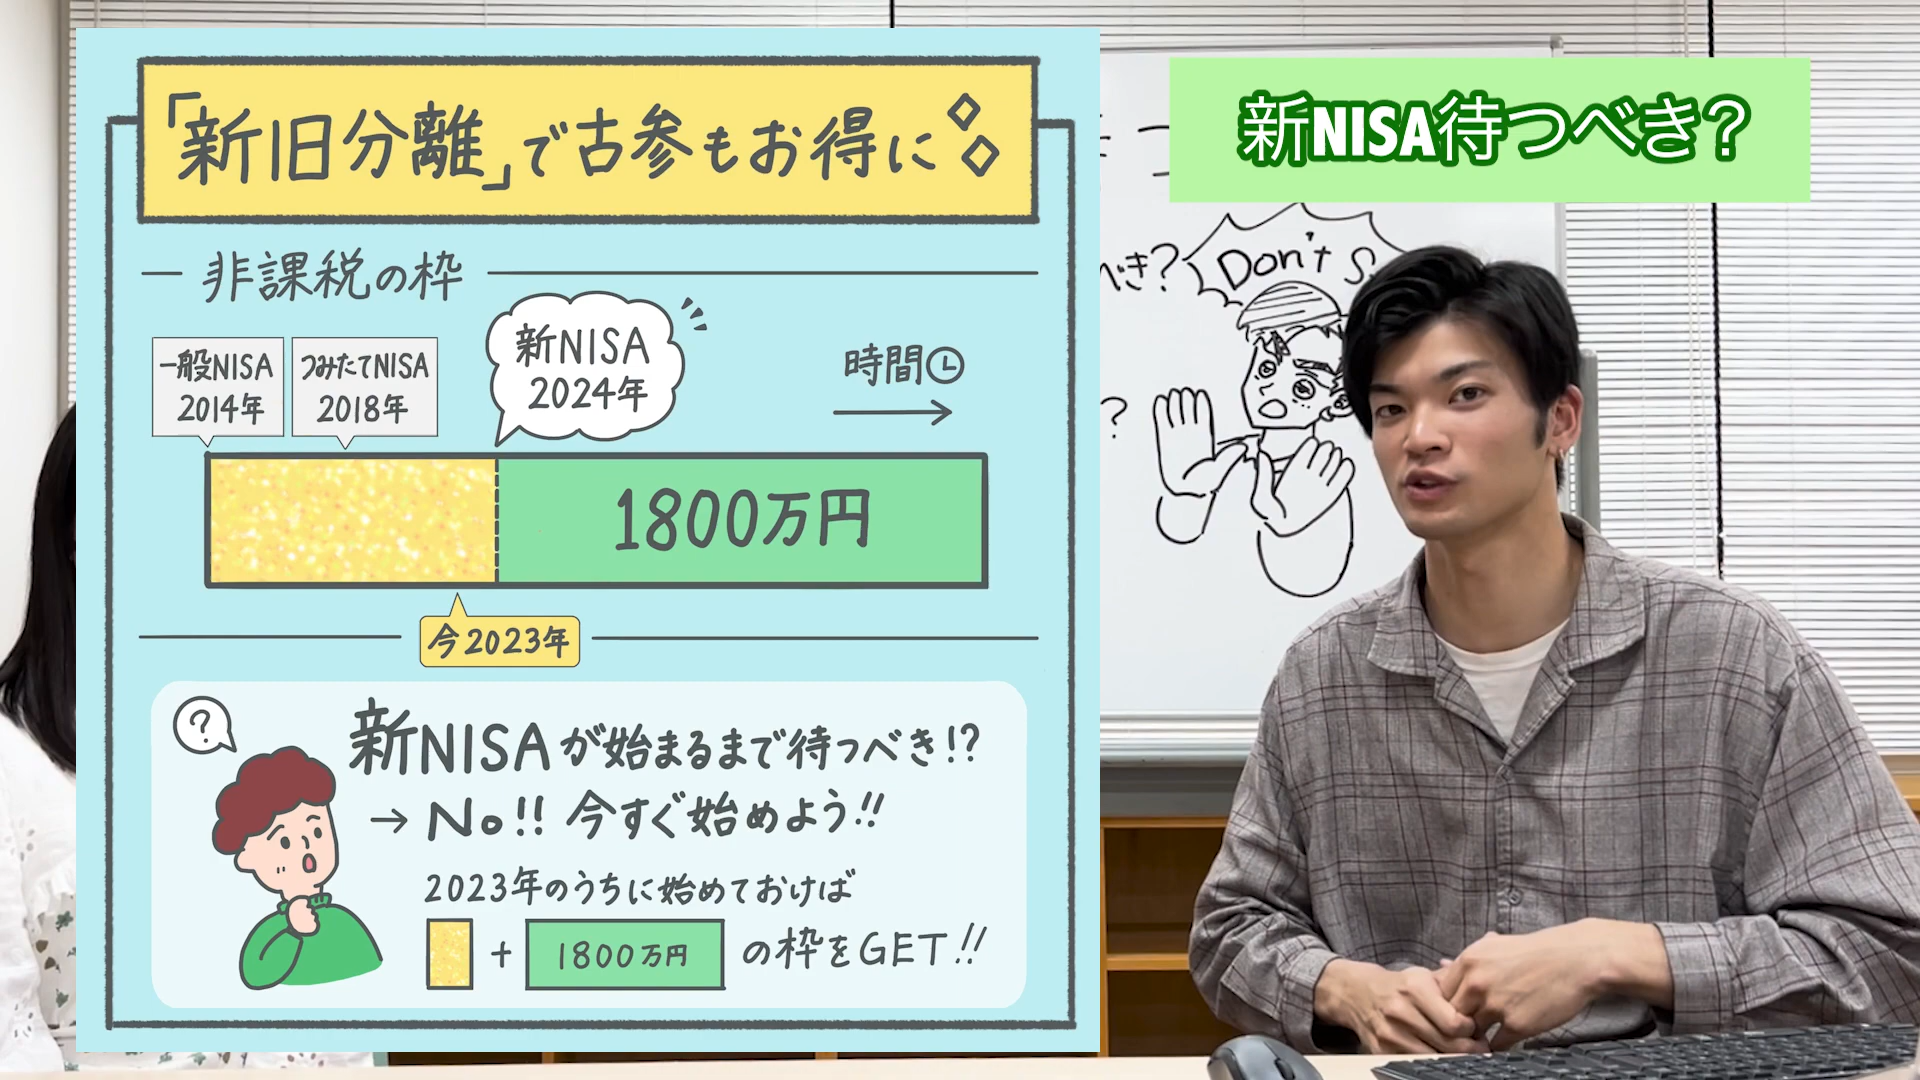 「新旧分離」で古参もお得に
非課税の枠
一般NISA
2014年
つみたてNISA
2018年
新NISA
2024年
時間
1800万円
今2023年
?
新NISAが始まるまで待つべき!?
→ No!! 今すぐ始めよう!!
2023年のうちに始めておけば
+ 1800万円 の枠をGET!!
新NISA待つべき?
べき?
Don't S
?